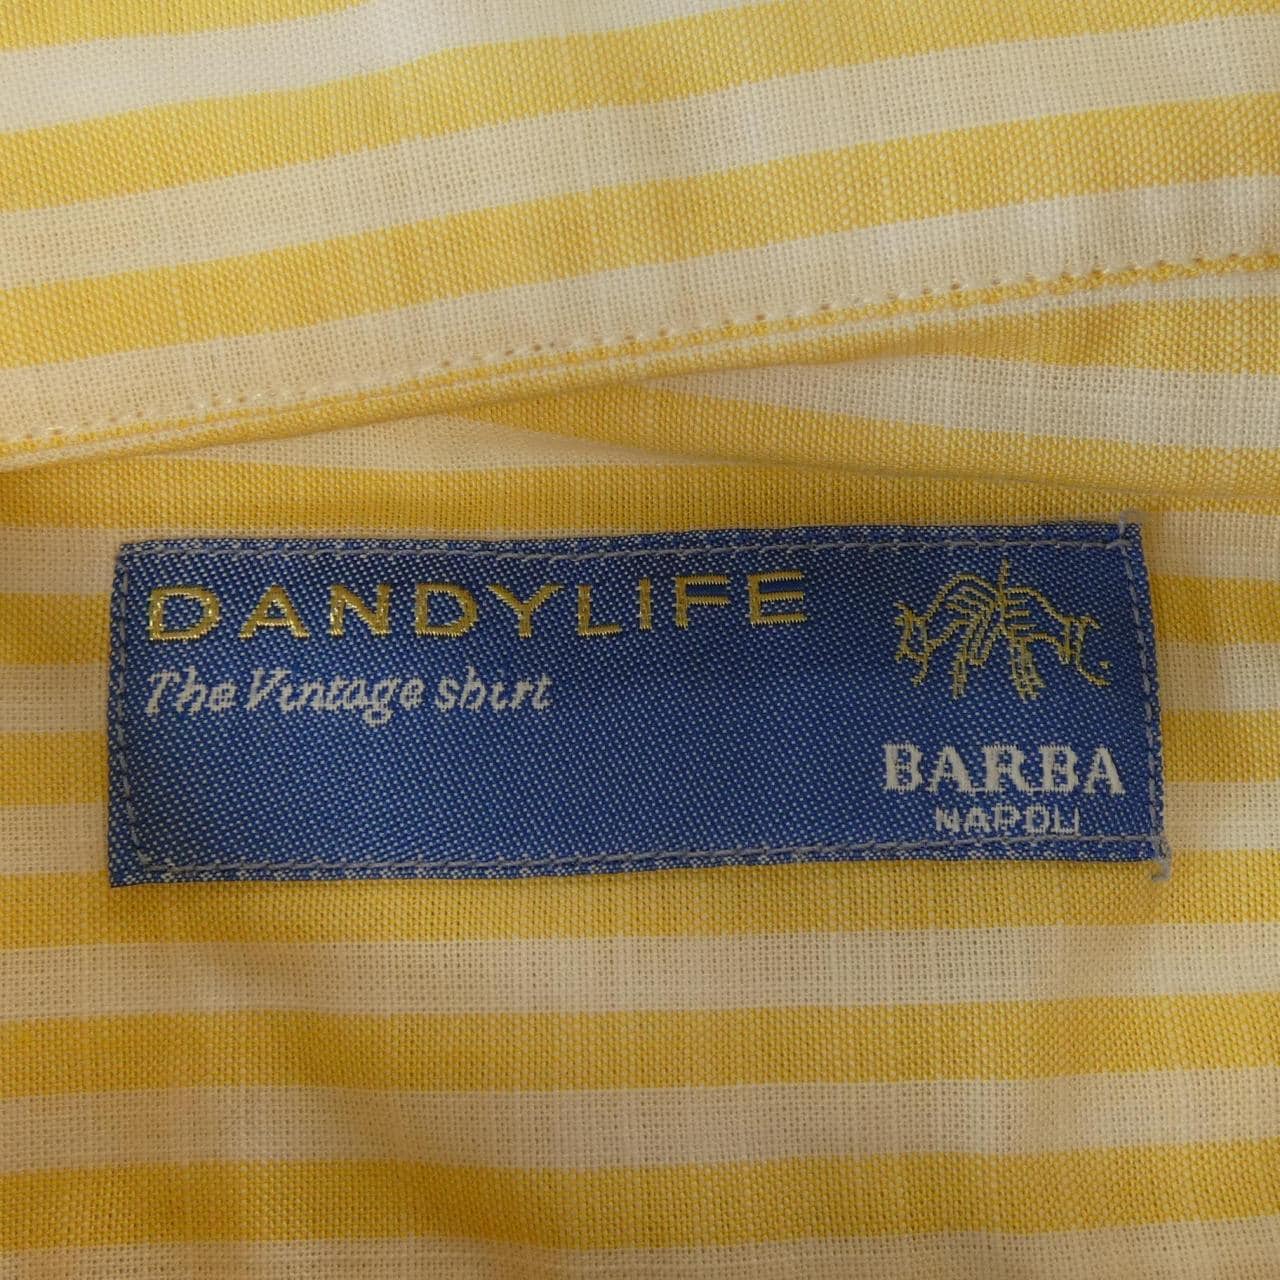 DANDYLIFE
The Vintage shirt
BARBA
NAPOLI